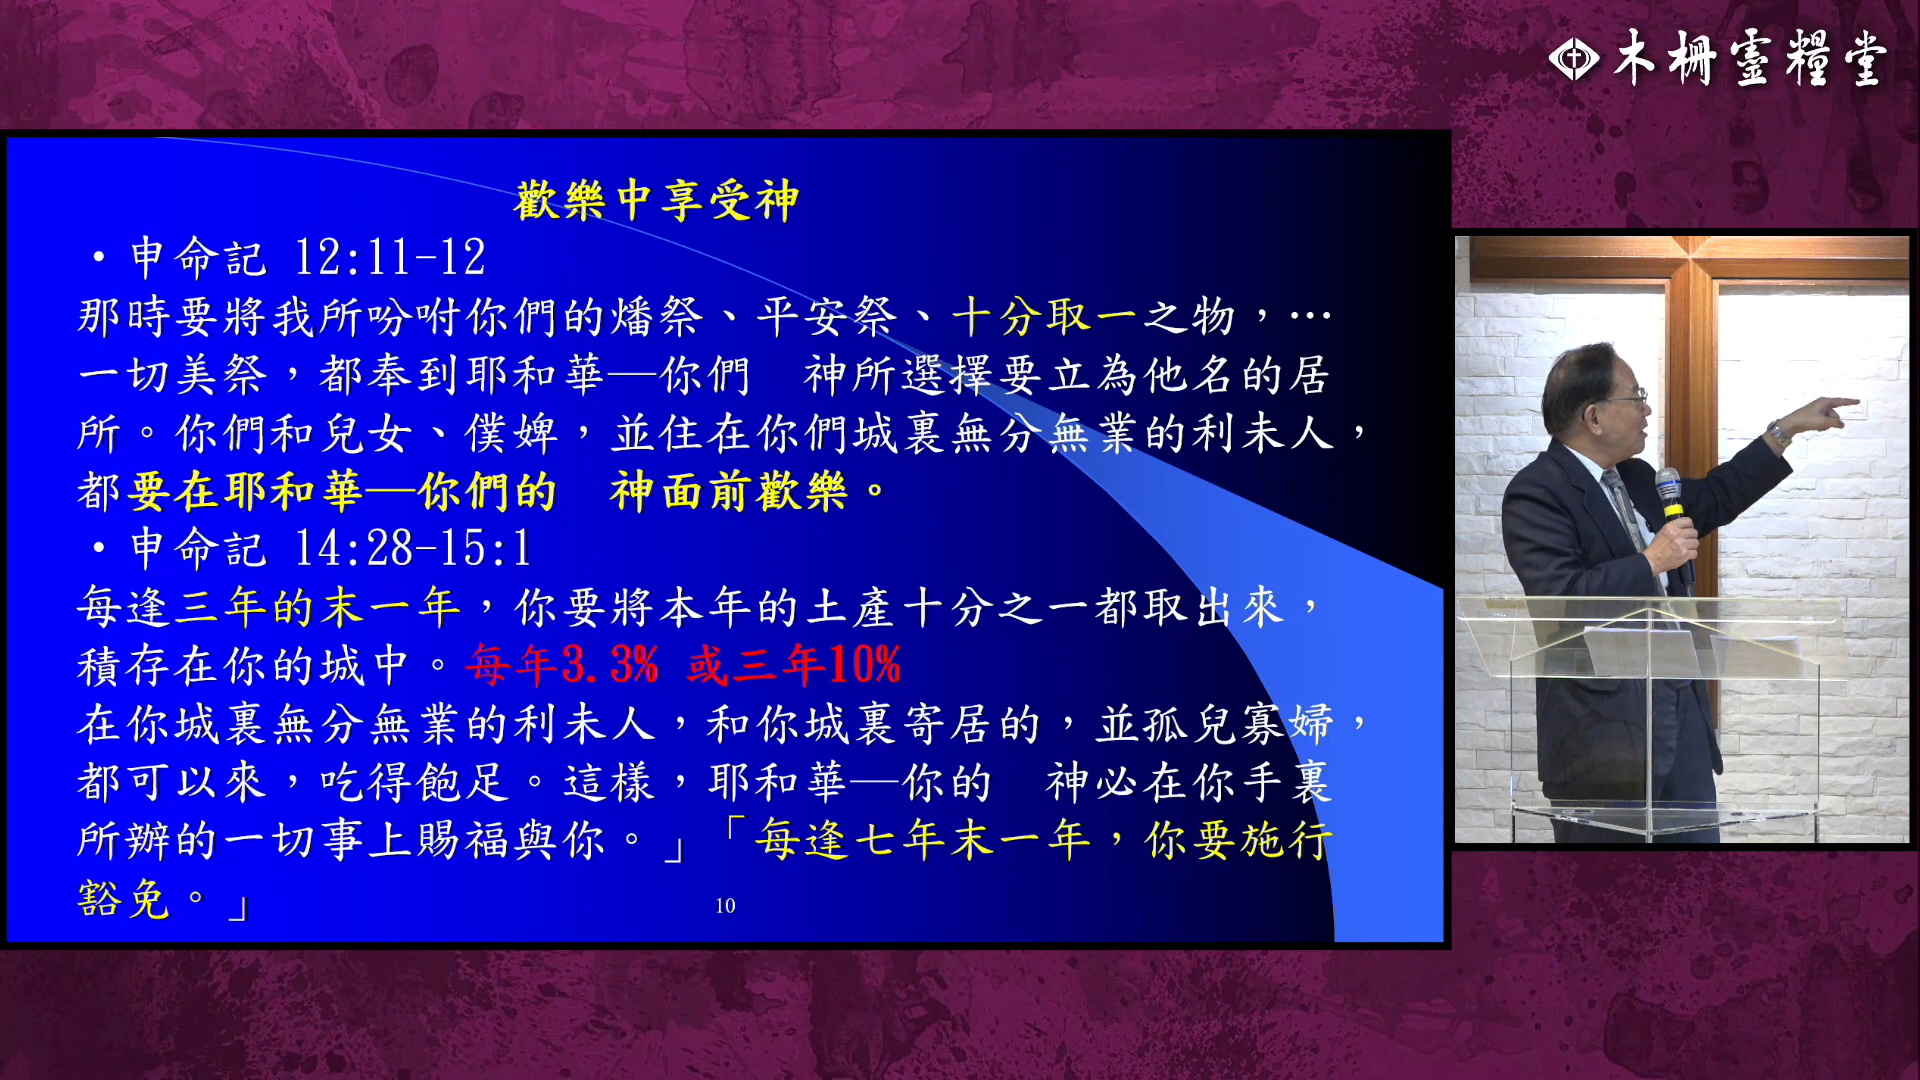 木柵靈糧堂
歡樂中享受神
•申命記 12:11-12
那時要將我所吩咐你們的燔祭、平安祭、十分取一之物，…
一切美祭，都奉到耶和華—你們　神所選擇要立為他名的居
所。你們和兒女、僕婢，並住在你們城裏無分無業的利未人，
都要在耶和華—你們的　神面前歡樂。
•申命記 14:28-15:1
每逢三年的末一年，你要將本年的土產十分之一都取出來，
積存在你的城中。每年3.3% 或三年10%
在你城裏無分無業的利未人，和你城裏寄居的，並孤兒寡婦，
都可以來，吃得飽足。這樣，耶和華—你的　神必在你手裏
所辦的一切事上賜福與你。」「每逢七年末一年，你要施行
豁免。」
10